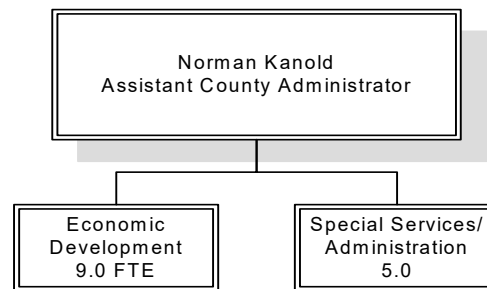 Norman Kanold
Assistant County Administrator
Economic
Development
9.0 FTE
Special Services/
Administration
5.0